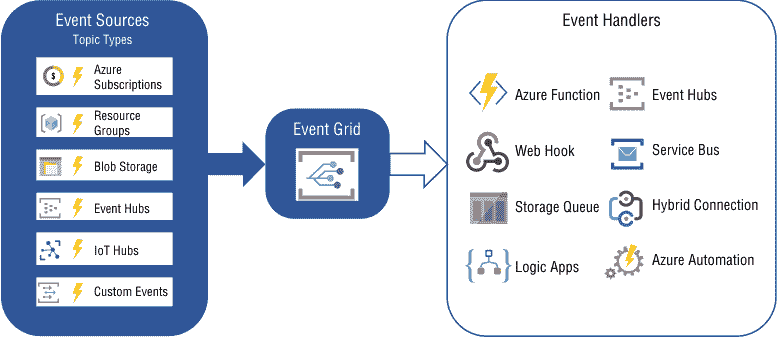 Event Sources
Topic Types
$
Azure
Subscriptions
Resource
Groups
Blob Storage
Event Hubs
IoT Hubs
Custom Events
Event Grid
Event Handlers
Azure Function
Event Hubs
Web Hook
Service Bus
Storage Queue
Hybrid Connection
Logic Apps
Azure Automation